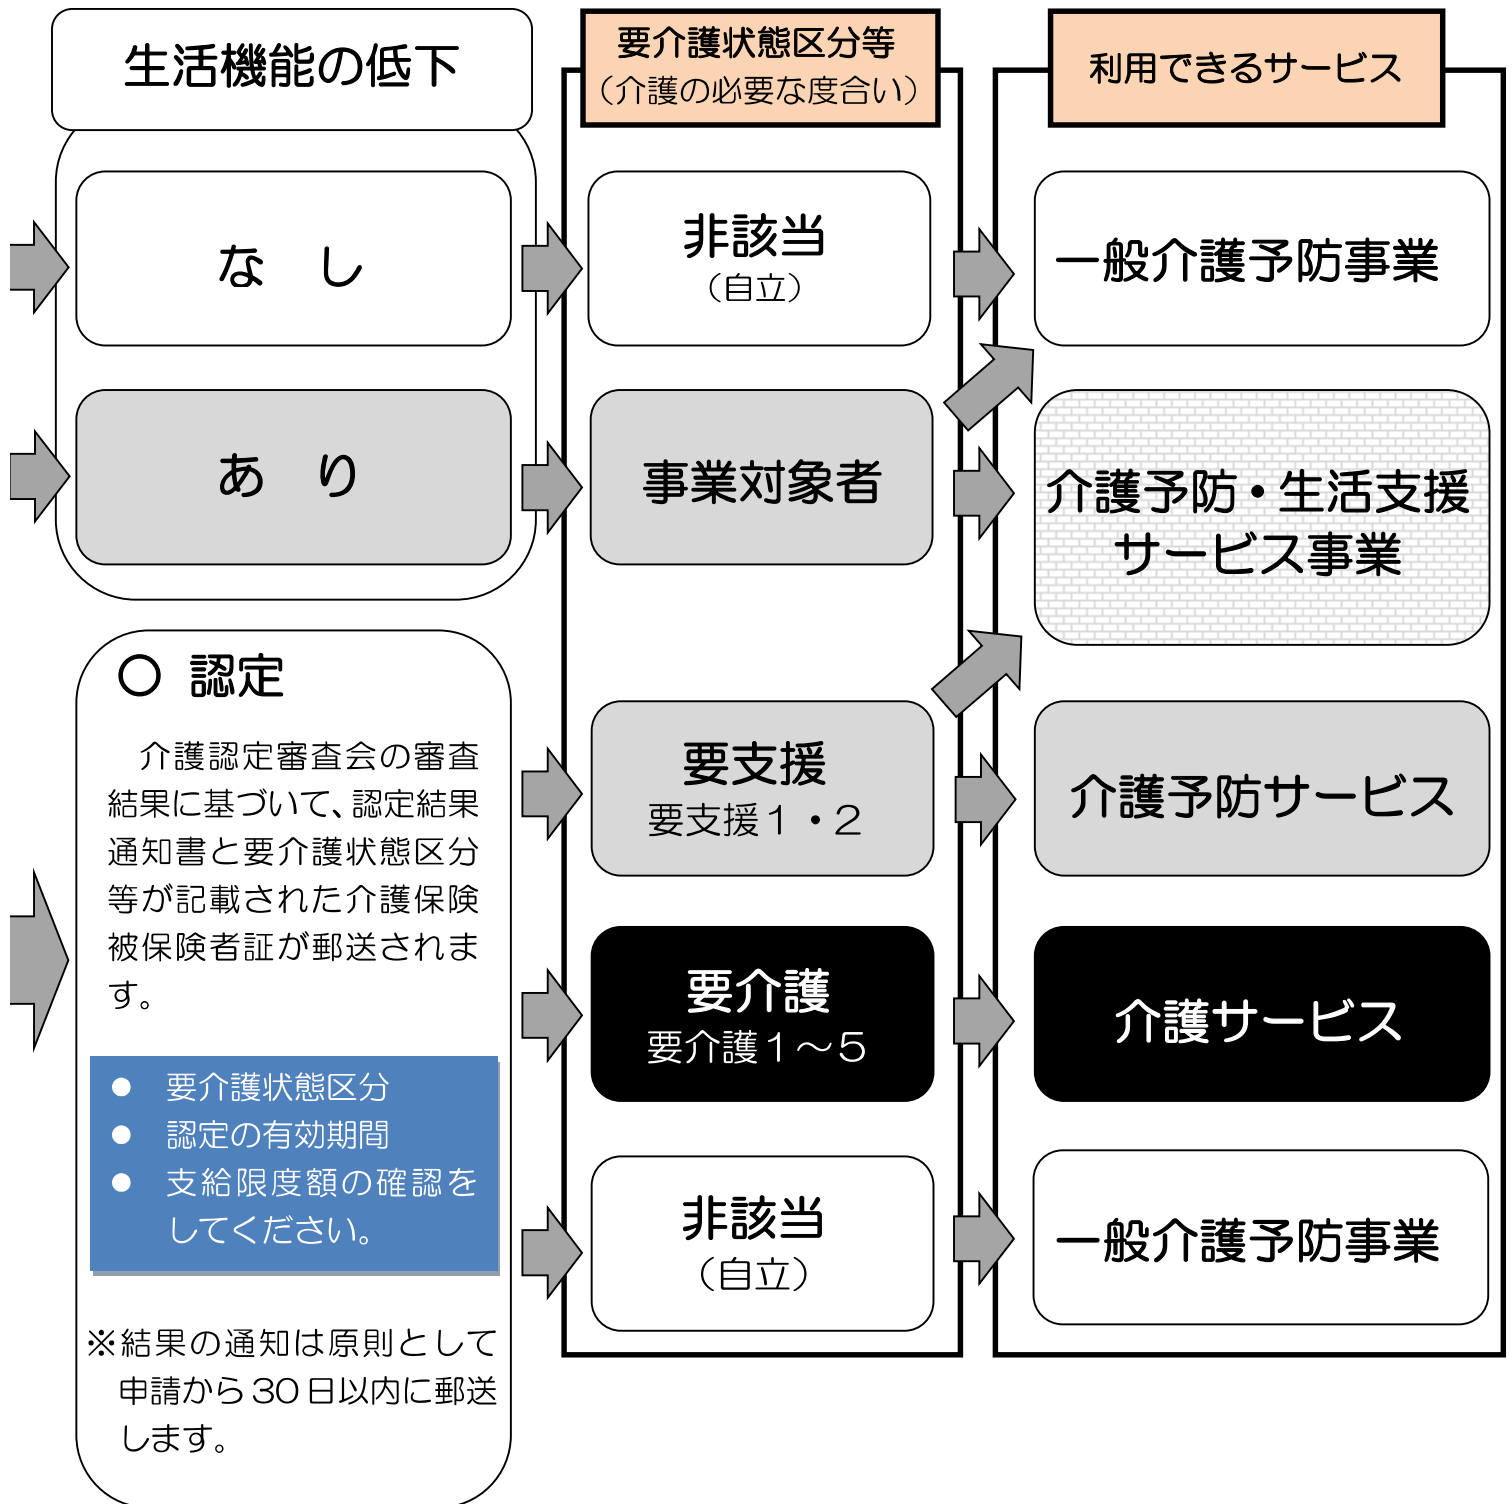 生活機能の低下
な　し
あ　り
〇　認定
介護認定審査会の審査
結果に基づいて、認定結果
通知書と要介護状態区分
等が記載された介護保険
被保険者証が郵送されま
す。
● 要介護状態区分
● 認定の有効期間
● 支給限度額の確認を
してください。
※結果の通知は原則として
申請から30日以内に郵送
します。
要介護状態区分等
（介護の必要な度合い）
非該当
（自立）
事業対象者
要支援
要支援１・２
要介護
要介護１～５
非該当
（自立）
利用できるサービス
一般介護予防事業
介護予防・生活支援
サービス事業
介護予防サービス
介護サービス
一般介護予防事業